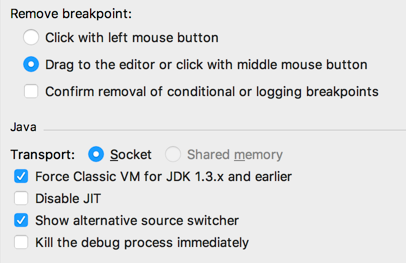 Remove breakpoint:
Click with left mouse button
Drag to the editor or click with middle mouse button
Confirm removal of conditional or logging breakpoints
Java
Transport: Socket Shared memory
Force Classic VM for JDK 1.3.x and earlier
Disable JIT
Show alternative source switcher
Kill the debug process immediately